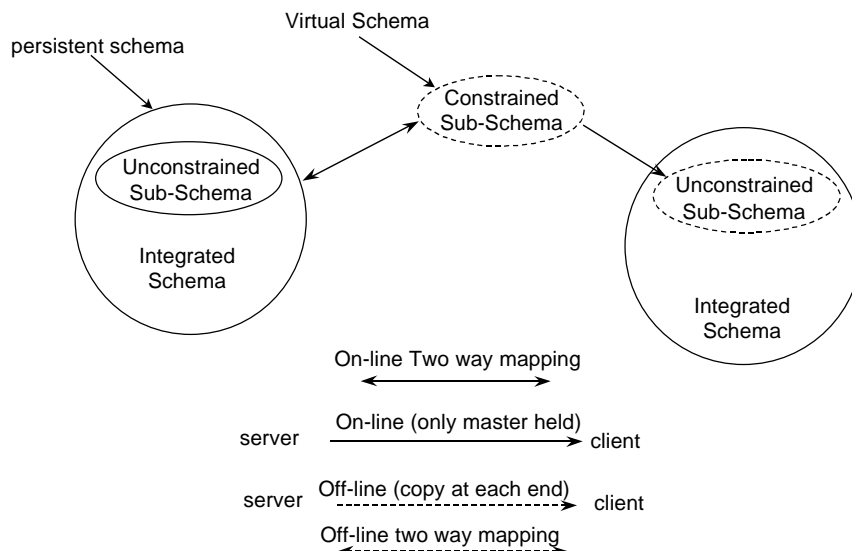 Virtual Schema
persistent schema
Constrained
Sub-Schema
Unconstrained
Sub-Schema
Integrated
Schema
Unconstrained
Sub-Schema
Integrated
Schema
On-line Two way mapping
On-line (only master held)
server
client
Off-line (copy at each end)
server
client
Off-line two way mapping